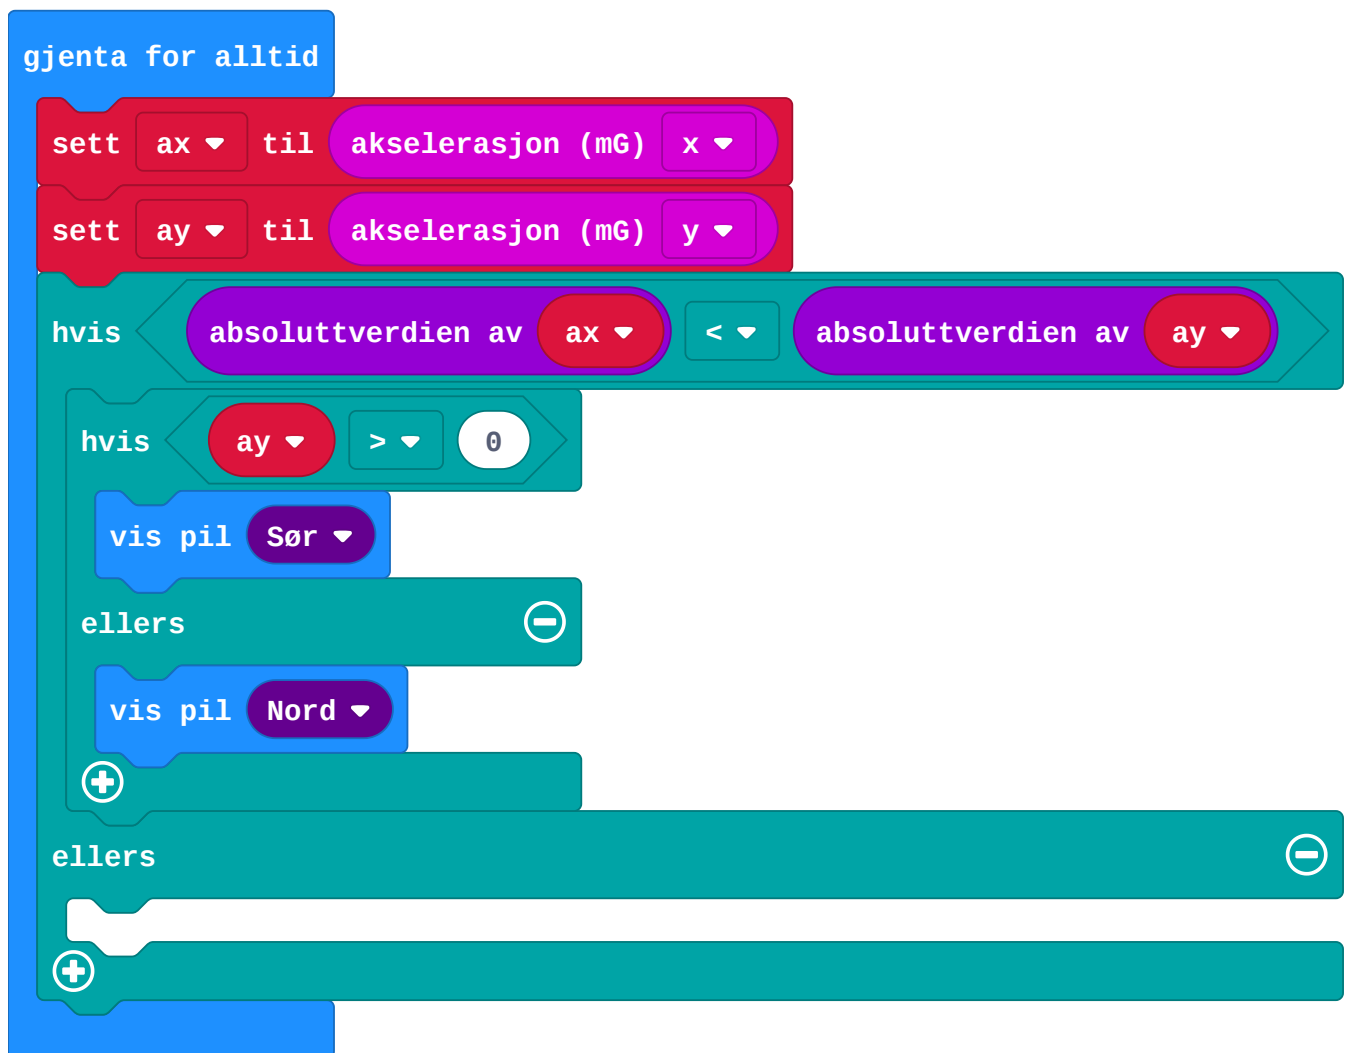 gjenta for alltid
sett ax til akselerasjon (mG) x
sett ay til akselerasjon (mG) y
hvis absoluttverdien av ax < absoluttverdien av ay
hvis ay > 0
vis pil Sør
ellers
vis pil Nord
ellers